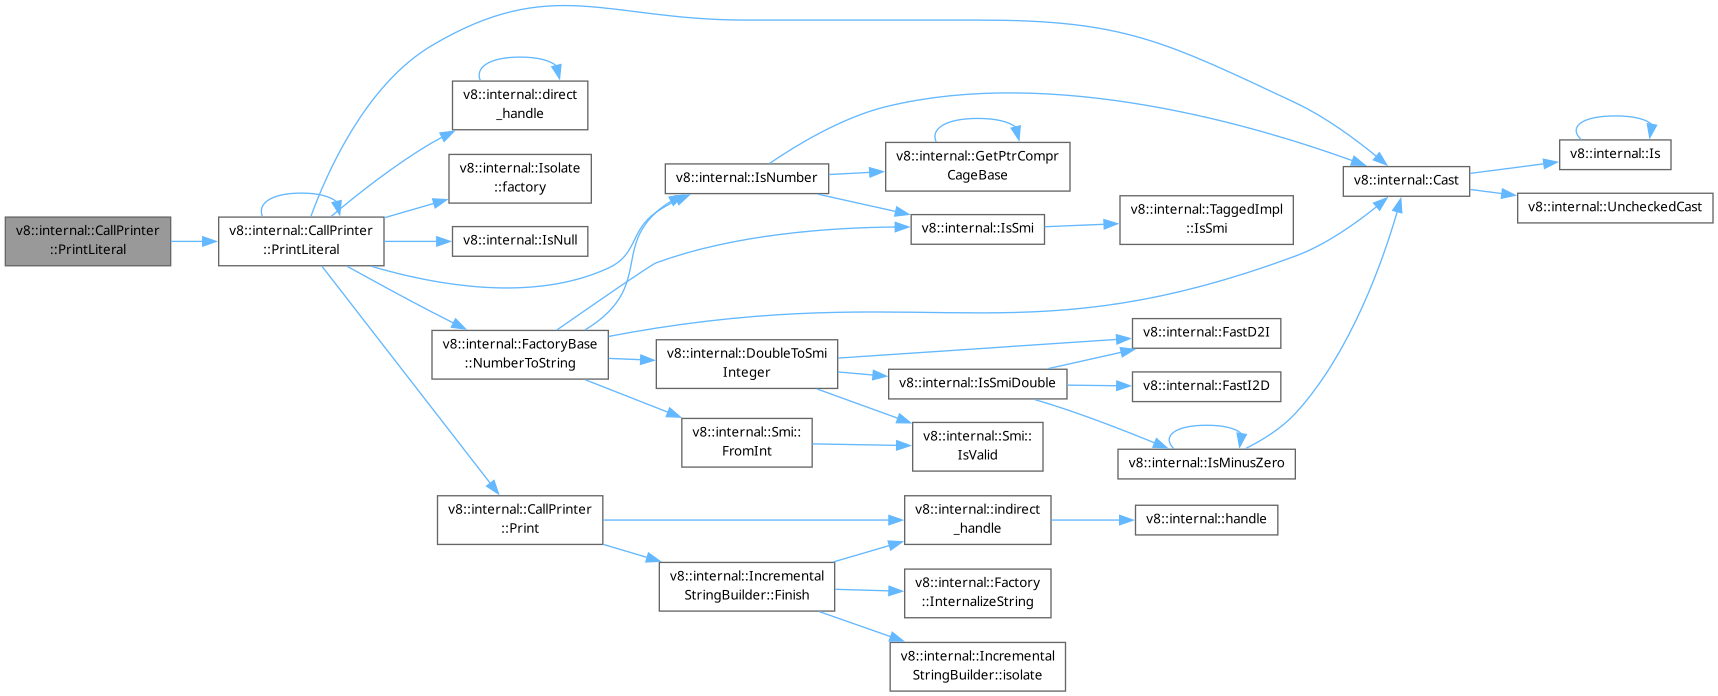 v8::internal::CallPrinter
::PrintLiteral
v8::internal::CallPrinter
::PrintLiteral
v8::internal::direct
_handle
v8::internal::Isolate
::factory
v8::internal::IsNull
v8::internal::FactoryBase
::NumberToString
v8::internal::CallPrinter
::Print
v8::internal::IsNumber
v8::internal::DoubleToSmi
Integer
v8::internal::Smi::
FromInt
v8::internal::Incremental
StringBuilder::Finish
v8::internal::GetPtrCompr
CageBase
v8::internal::IsSmi
v8::internal::IsSmiDouble
v8::internal::Smi::
IsValid
v8::internal::indirect
_handle
v8::internal::Factory
::InternalizeString
v8::internal::Incremental
StringBuilder::isolate
v8::internal::TaggedImpl
::IsSmi
v8::internal::FastD2I
v8::internal::FastI2D
v8::internal::IsMinusZero
v8::internal::handle
v8::internal::Cast
v8::internal::Is
v8::internal::UncheckedCast